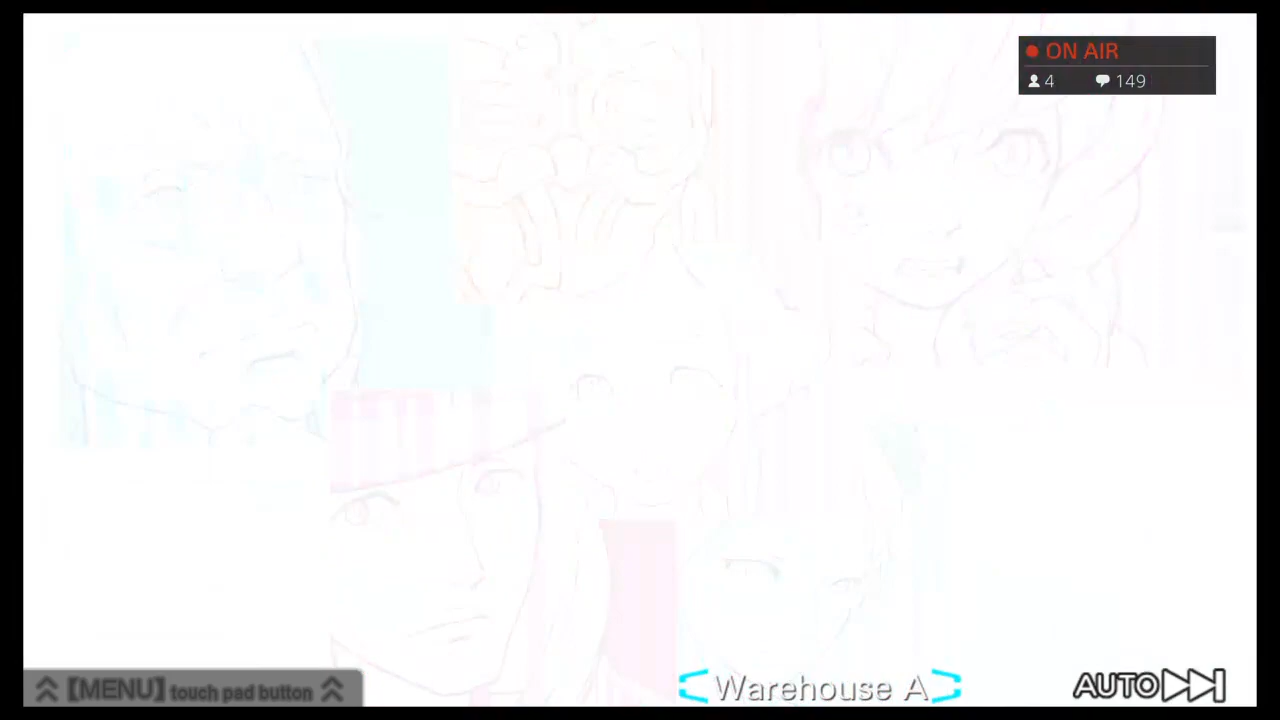 ON AIR
4 149
【MENU】 touch pad button
Warehouse A
AUTO